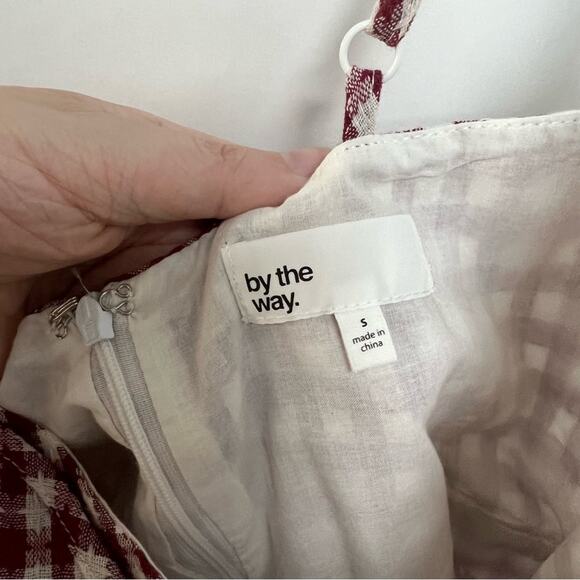 by the
way.
S
made in
china